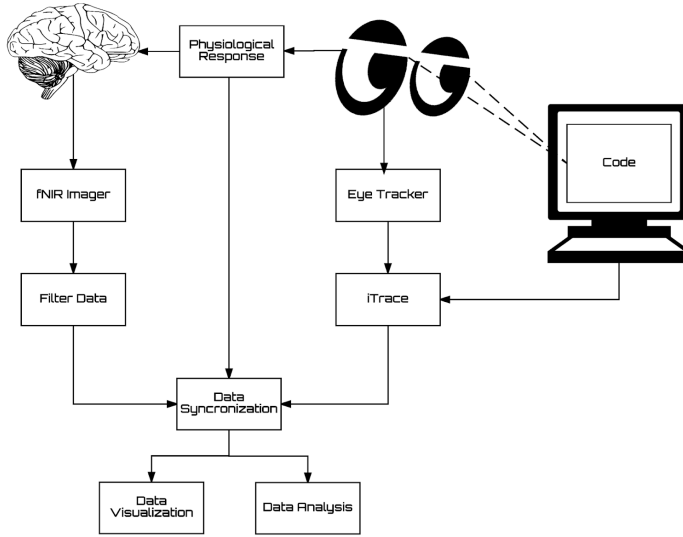 Physiological
Response
Code
fNIR Imager
Eye Tracker
Filter Data
iTrace
Data
Syncronization
Data
Visualization
Data Analysis